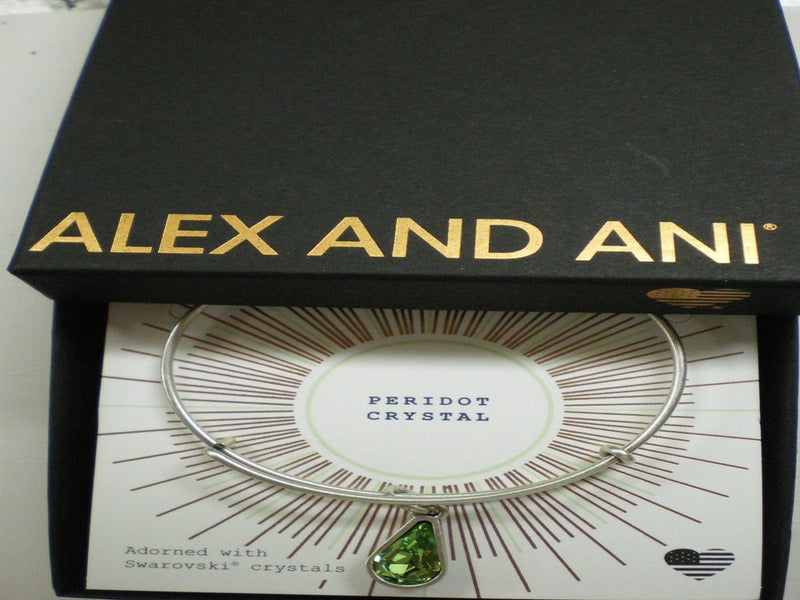 ALEX AND ANI®
PERIDOT
CRYSTAL
Adorned with
Swarovski® crystals